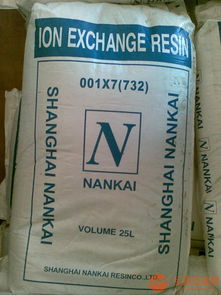 ION EXCHANGE RESIN
001X7(732)
SHANGHAI NANKAI
N
NANKAI
SHANGHAI NANKAI
VOLUME 25L
SHANGHAI NANKAI RESINCO.,LTD.